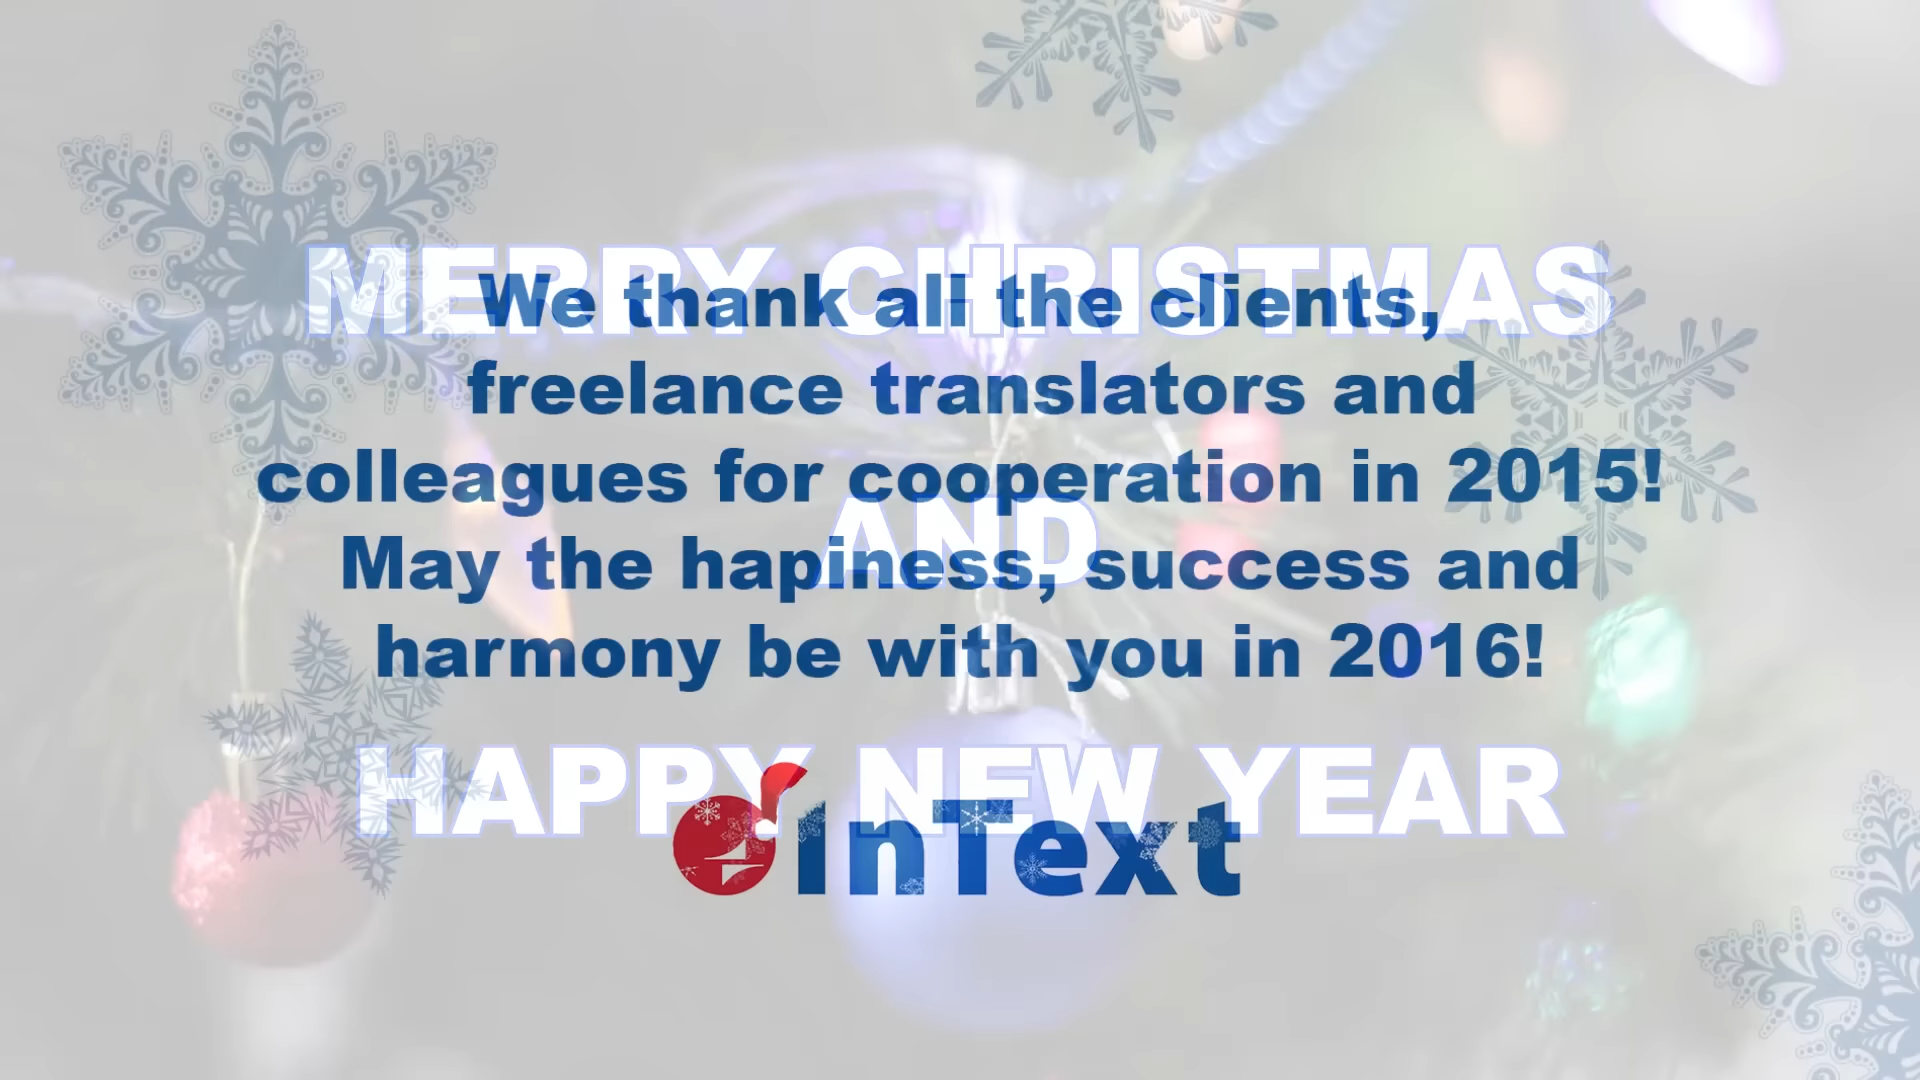 MERRY CHRISTMAS
We thank all the clients,
freelance translators and
colleagues for cooperation in 2015!
AND
May the hapiness, success and
harmony be with you in 2016!
HAPPY NEW YEAR
InText